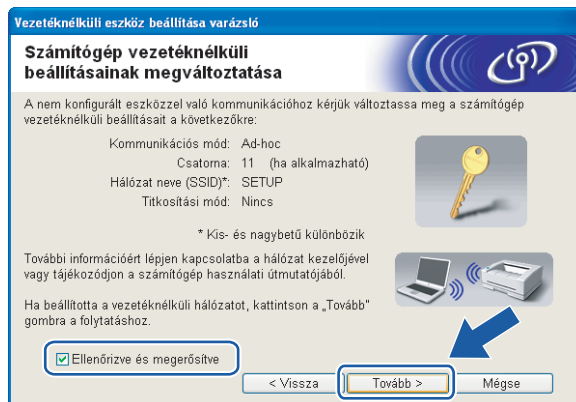 Vezetéknélküli eszköz beállítása varázsló
Számítógép vezetéknélküli
beállításainak megváltoztatása
A nem konfigurált eszközzel való kommunikációhoz kérjük változtassa meg a számítógép
vezetéknélküli beállításait a következőkre:
Kommunikációs mód: Ad-hoc
Csatorna: 11 (ha alkalmazható)
Hálózat neve (SSID)*: SETUP
Titkosítási mód: Nincs
* Kis- és nagybetű különbözik
További információért lépjen kapcsolatba a hálózat kezelőjével
vagy tájékozódjon a számítógép használati útmutatójából.
Ha beállította a vezetéknélküli hálózatot, kattintson a „Tovább"
gombra a folytatáshoz.
Ellenőrizve és megerősítve
< Vissza Tovább > Mégse